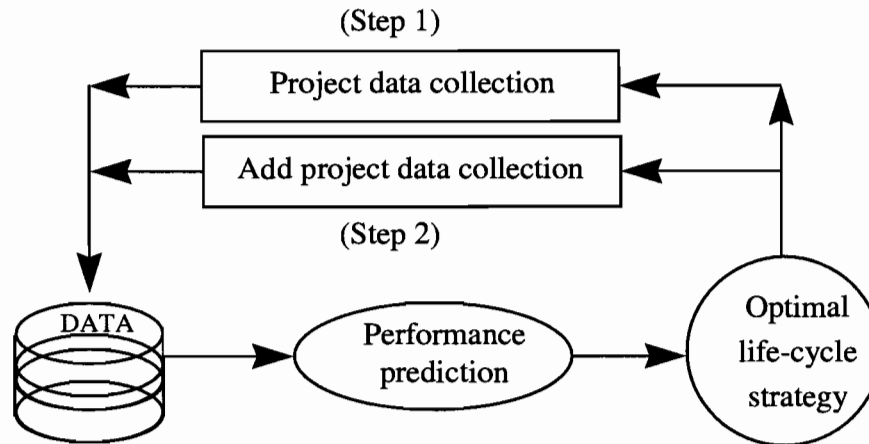 (Step 1)
Project data collection
Add project data collection
(Step 2)
DATA
Performance
prediction
Optimal
life-cycle
strategy